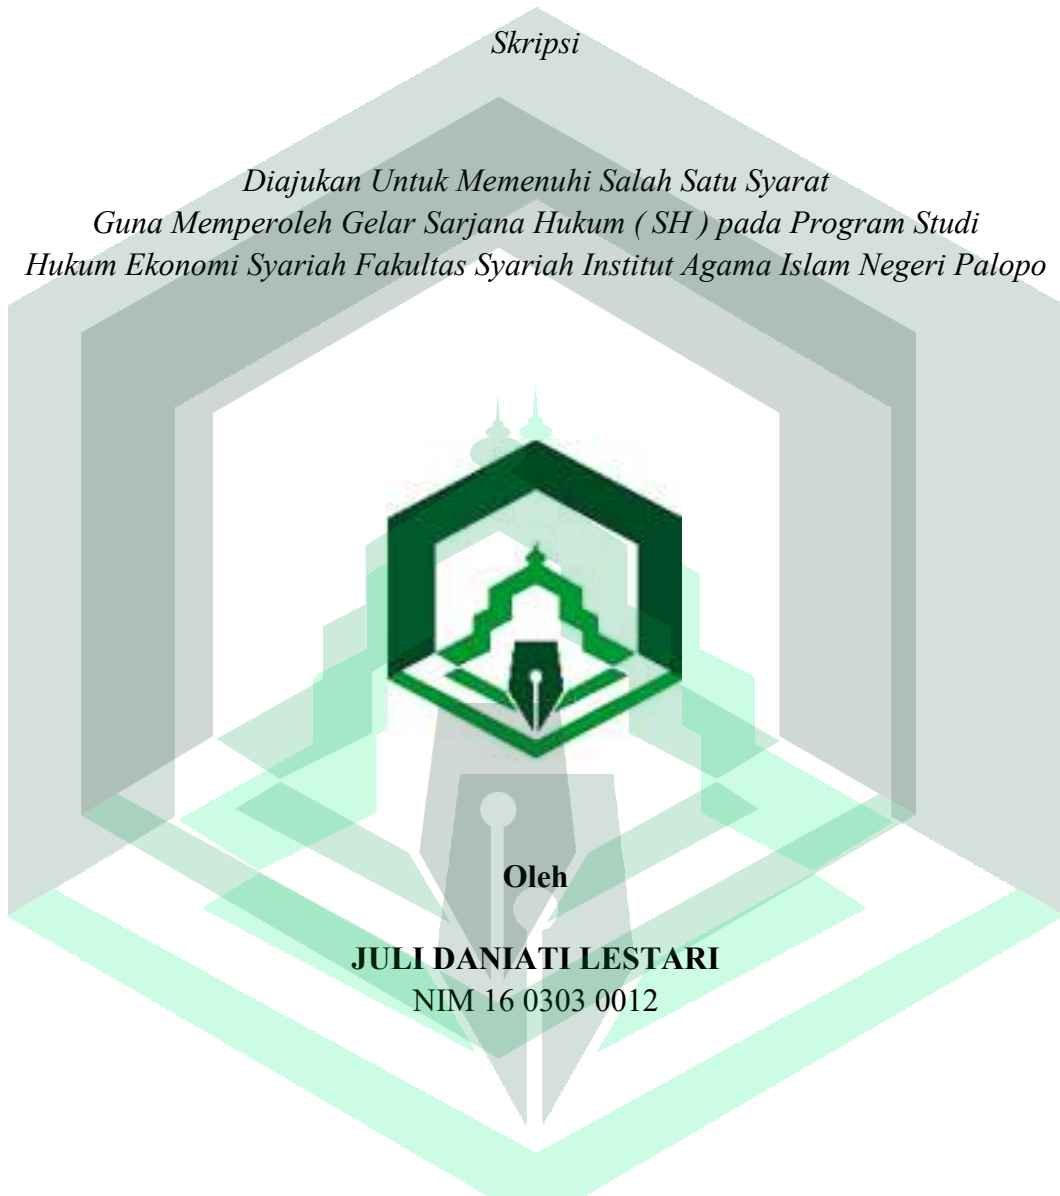 Skripsi
Diajukan Untuk Memenuhi Salah Satu Syarat
Guna Memperoleh Gelar Sarjana Hukum ( SH ) pada Program Studi
Hukum Ekonomi Syariah Fakultas Syariah Institut Agama Islam Negeri Palopo
Oleh
JULI DANIATI LESTARI
NIM 16 0303 0012